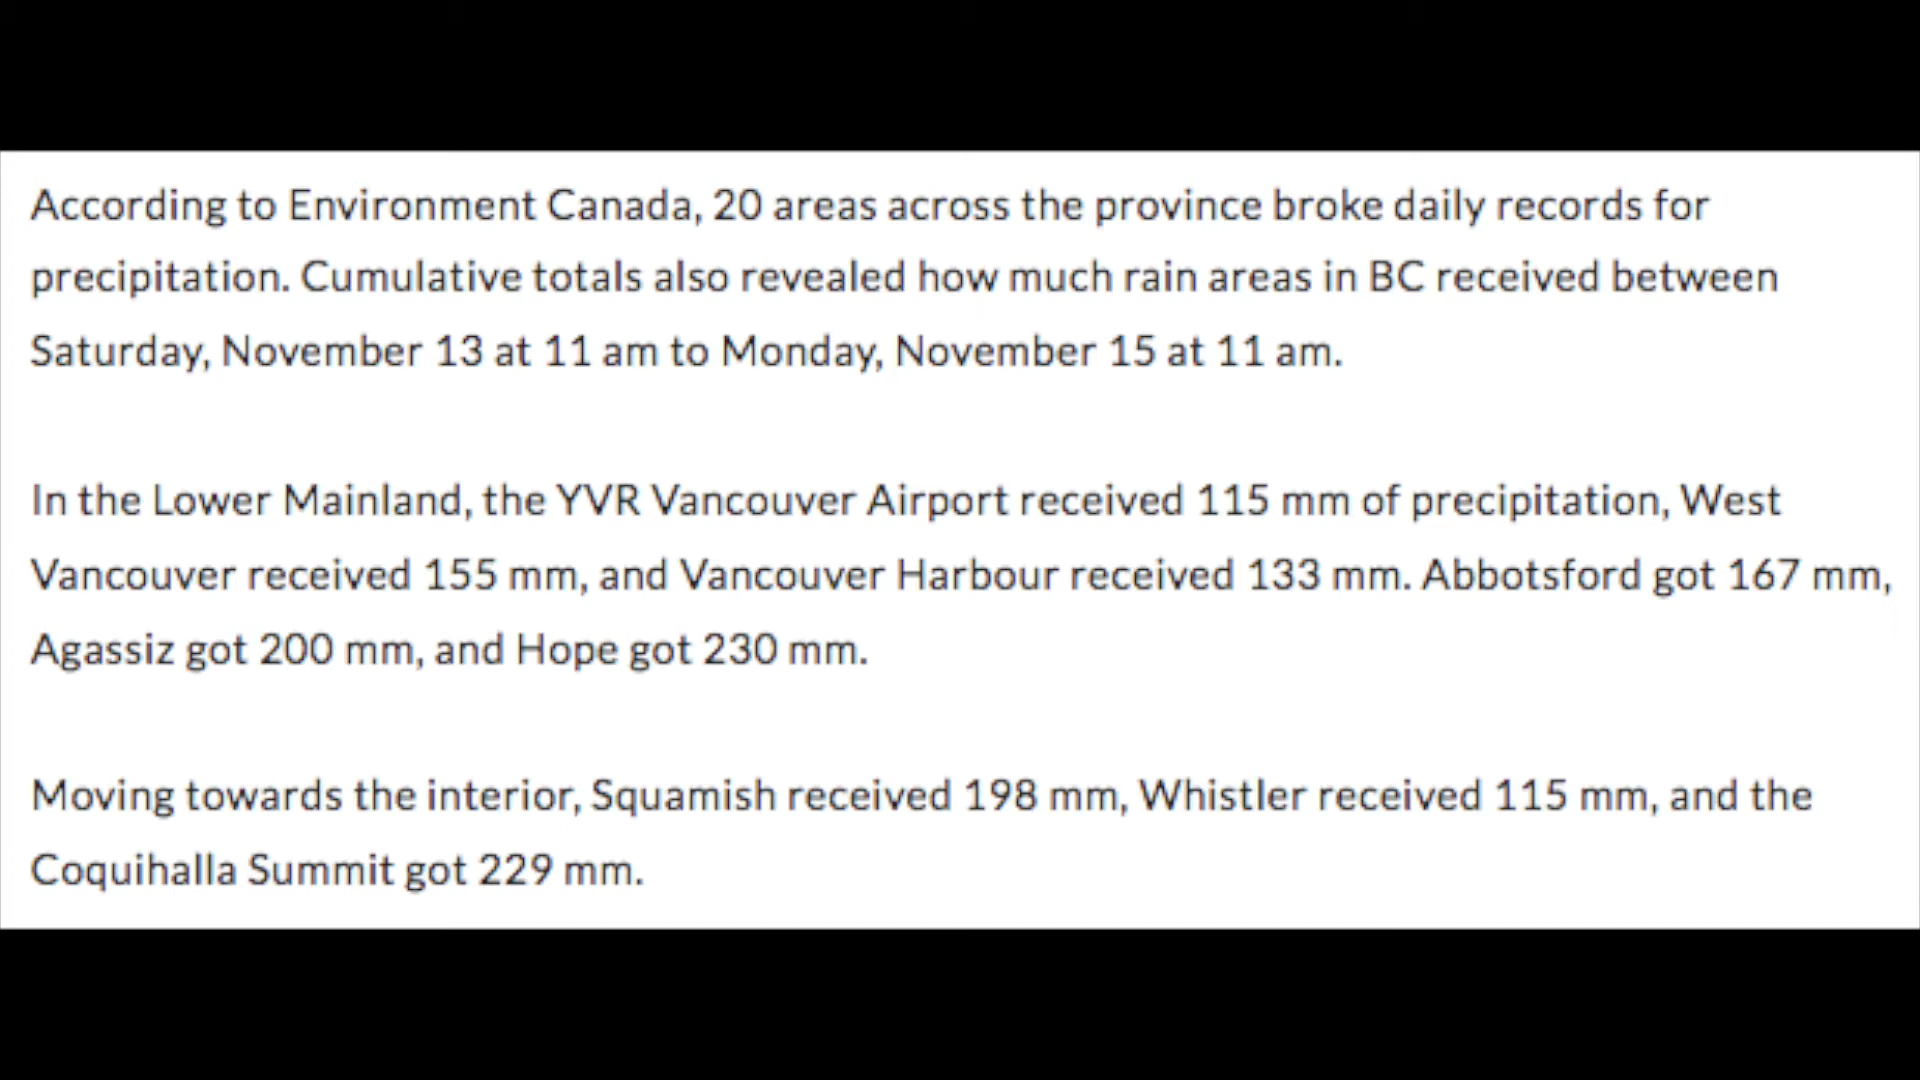 According to Environment Canada, 20 areas across the province broke daily records for
precipitation. Cumulative totals also revealed how much rain areas in BC received between
Saturday, November 13 at 11 am to Monday, November 15 at 11 am.
In the Lower Mainland, the YVR Vancouver Airport received 115 mm of precipitation, West
Vancouver received 155 mm, and Vancouver Harbour received 133 mm. Abbotsford got 167 mm,
Agassiz got 200 mm, and Hope got 230 mm.
Moving towards the interior, Squamish received 198 mm, Whistler received 115 mm, and the
Coquihalla Summit got 229 mm.